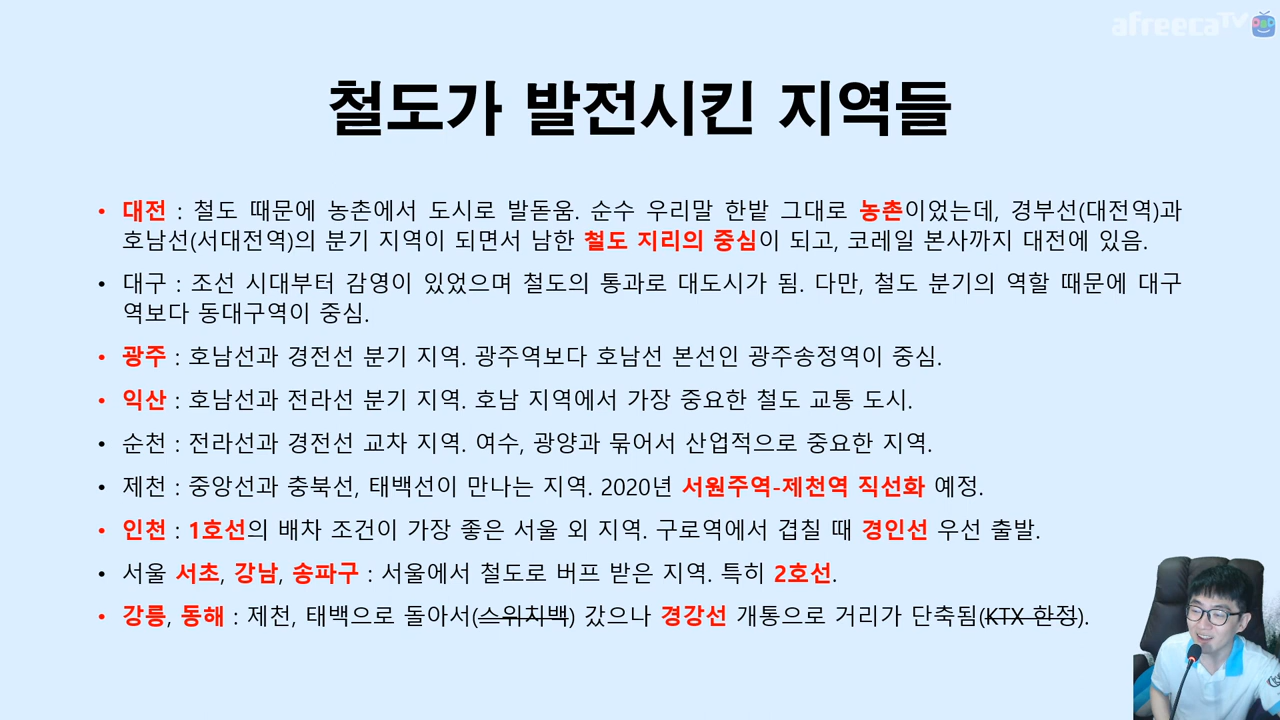 afreecaTV
철도가 발전시킨 지역들
• 대전 : 철도 때문에 농촌에서 도시로 발돋움. 순수 우리말 한밭 그대로 농촌이었는데, 경부선(대전역)과
호남선(서대전역)의 분기 지역이 되면서 남한 철도 지리의 중심이 되고, 코레일 본사까지 대전에 있음.
• 대구 : 조선 시대부터 감영이 있었으며 철도의 통과로 대도시가 됨. 다만, 철도 분기의 역할 때문에 대구
역보다 동대구역이 중심.
• 광주 : 호남선과 경전선 분기 지역. 광주역보다 호남선 본선인 광주송정역이 중심.
• 익산 : 호남선과 전라선 분기 지역. 호남 지역에서 가장 중요한 철도 교통 도시.
• 순천 : 전라선과 경전선 교차 지역. 여수, 광양과 묶어서 산업적으로 중요한 지역.
• 제천 : 중앙선과 충북선, 태백선이 만나는 지역. 2020년 서원주역-제천역 직선화 예정.
• 인천 : 1호선의 배차 조건이 가장 좋은 서울 외 지역. 구로역에서 겹칠 때 경인선 우선 출발.
• 서울 서초, 강남, 송파구 : 서울에서 철도로 버프 받은 지역. 특히 2호선.
• 강릉, 동해 : 제천, 태백으로 돌아서(스위치백) 갔으나 경강선 개통으로 거리가 단축됨(KTX 한정).